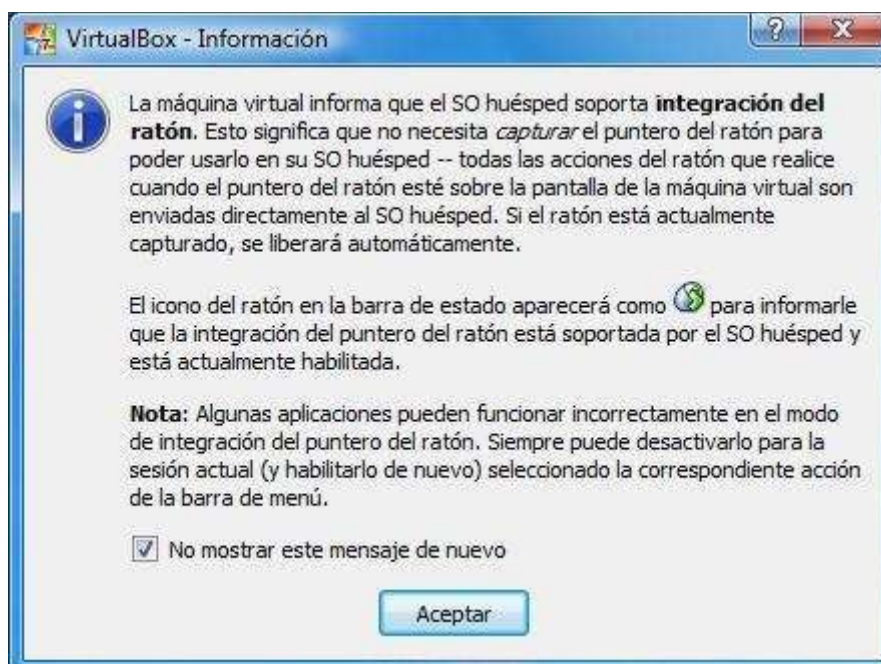 VirtualBox - Información
La máquina virtual informa que el SO huésped soporta integración del
ratón. Esto significa que no necesita capturar el puntero del ratón para
poder usarlo en su SO huésped -- todas las acciones del ratón que realice
cuando el puntero del ratón esté sobre la pantalla de la máquina virtual son
enviadas directamente al SO huésped. Si el ratón está actualmente
capturado, se liberará automáticamente.
El icono del ratón en la barra de estado aparecerá como para informarle
que la integración del puntero del ratón está soportada por el SO huésped y
está actualmente habilitada.
Nota: Algunas aplicaciones pueden funcionar incorrectamente en el modo
de integración del puntero del ratón. Siempre puede desactivarlo para la
sesión actual (y habilitarlo de nuevo) seleccionado la correspondiente acción
de la barra de menú.
No mostrar este mensaje de nuevo
Aceptar